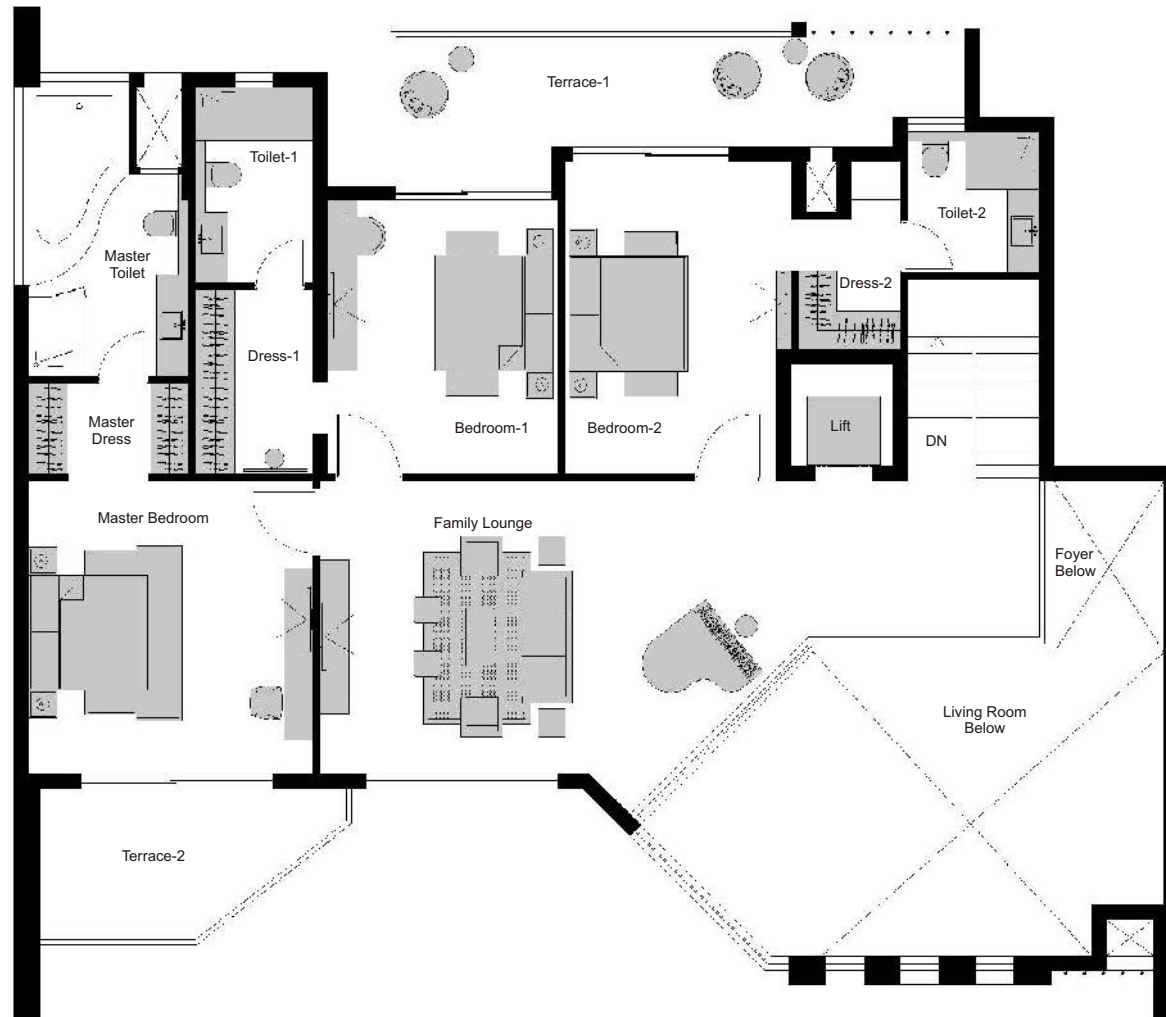 Terrace-1
Toilet-1
Toilet-2
Master
Toilet
Dress-2
Dress-1
Master
Dress
Bedroom-1
Bedroom-2
Lift
DN
Master Bedroom
Family Lounge
Foyer
Below
Living Room
Below
Terrace-2